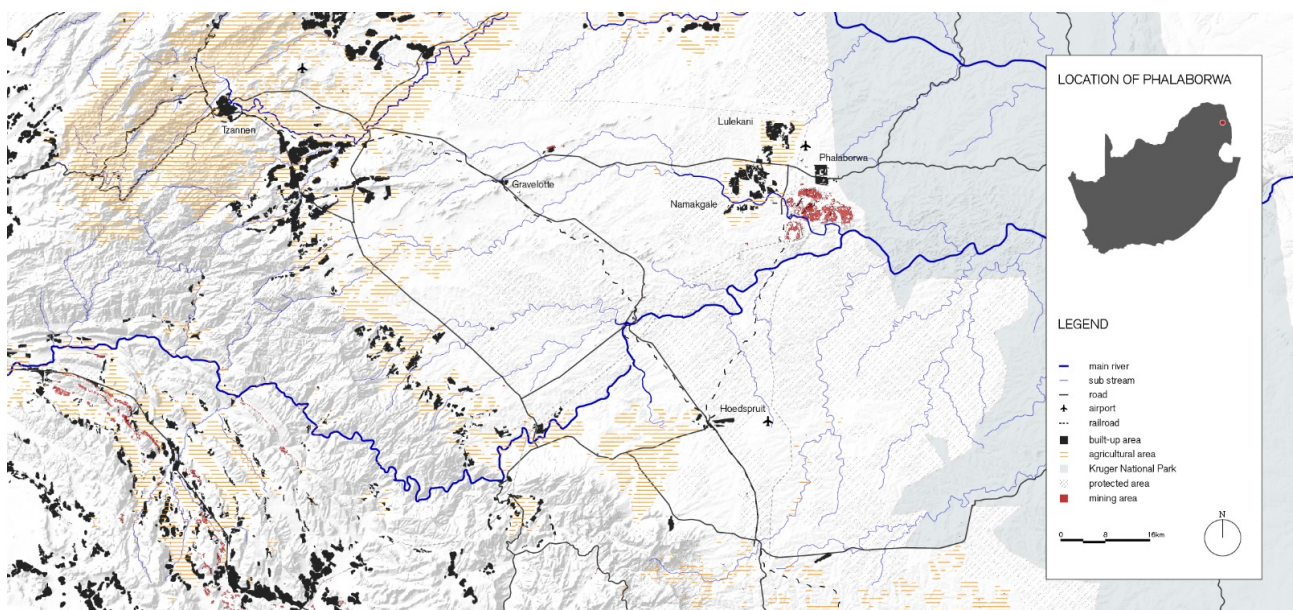 Tzannen
Lulekani
Phalaborwa
Gravelotte
Namakgale
Hoedspruit
LOCATION OF PHALABORWA
LEGEND
main river
sub stream
road
airport
railroad
built-up area
agricultural area
Kruger National Park
protected area
mining area
0 8 16km
N